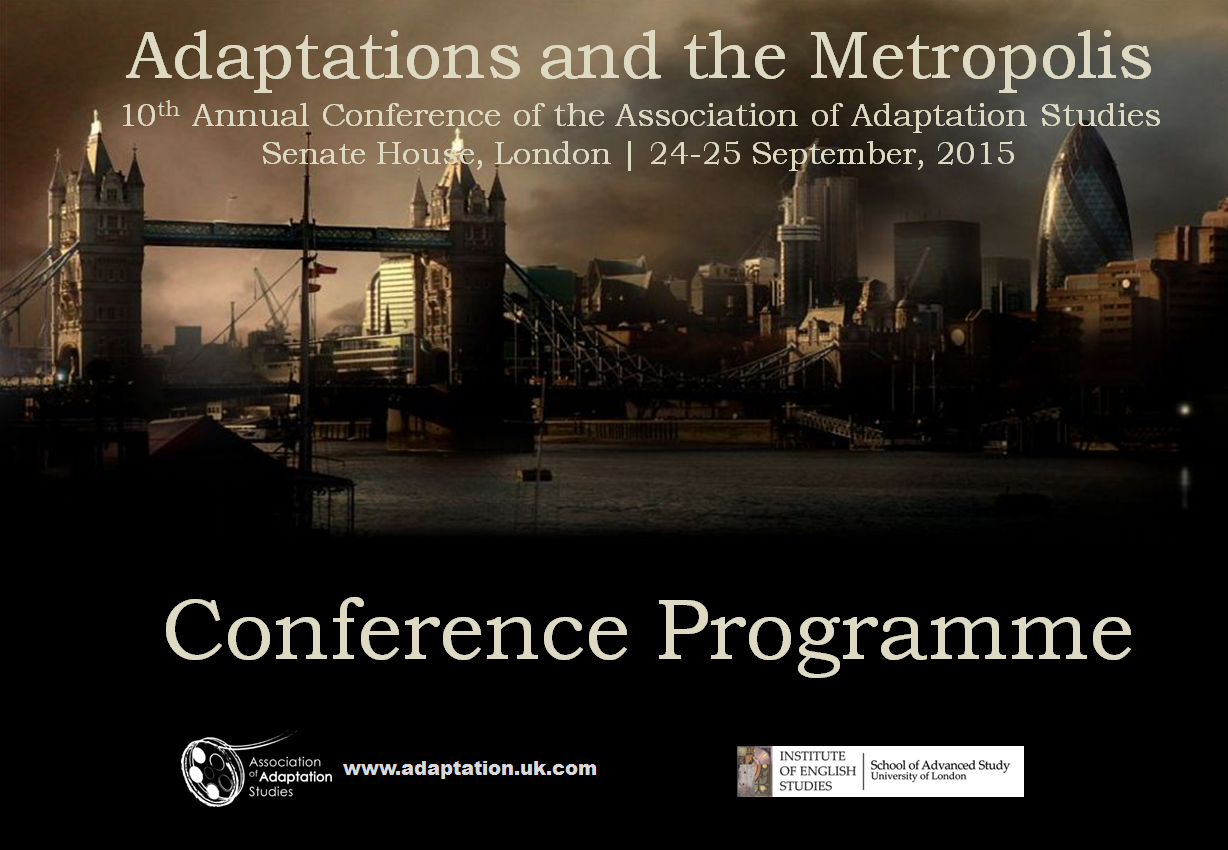 Adaptations and the Metropolis
10th Annual Conference of the Association of Adaptation Studies
Senate House, London | 24-25 September, 2015
Conference Programme
Association
of Adaptation
Studies
www.adaptation.uk.com
INSTITUTE
OF ENGLISH
STUDIES
School of Advanced Study
University of London